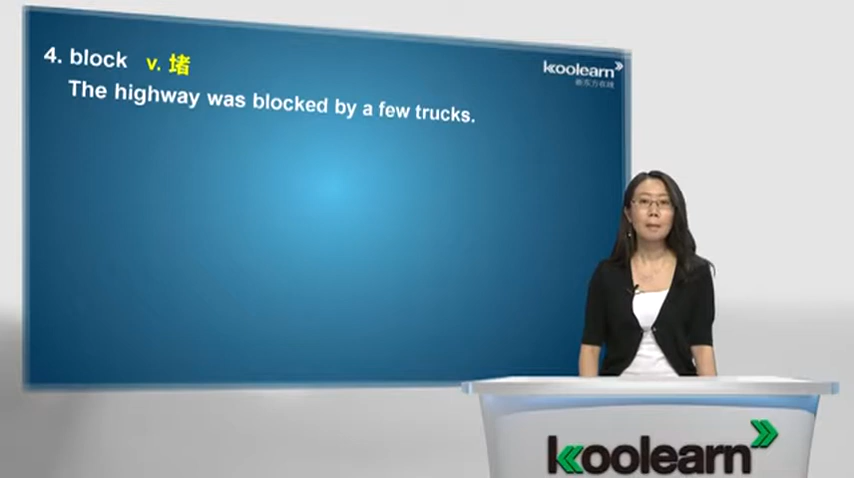 4. block v. 堵
The highway was blocked by a few trucks.
koolearn
新东方在线
koolearn